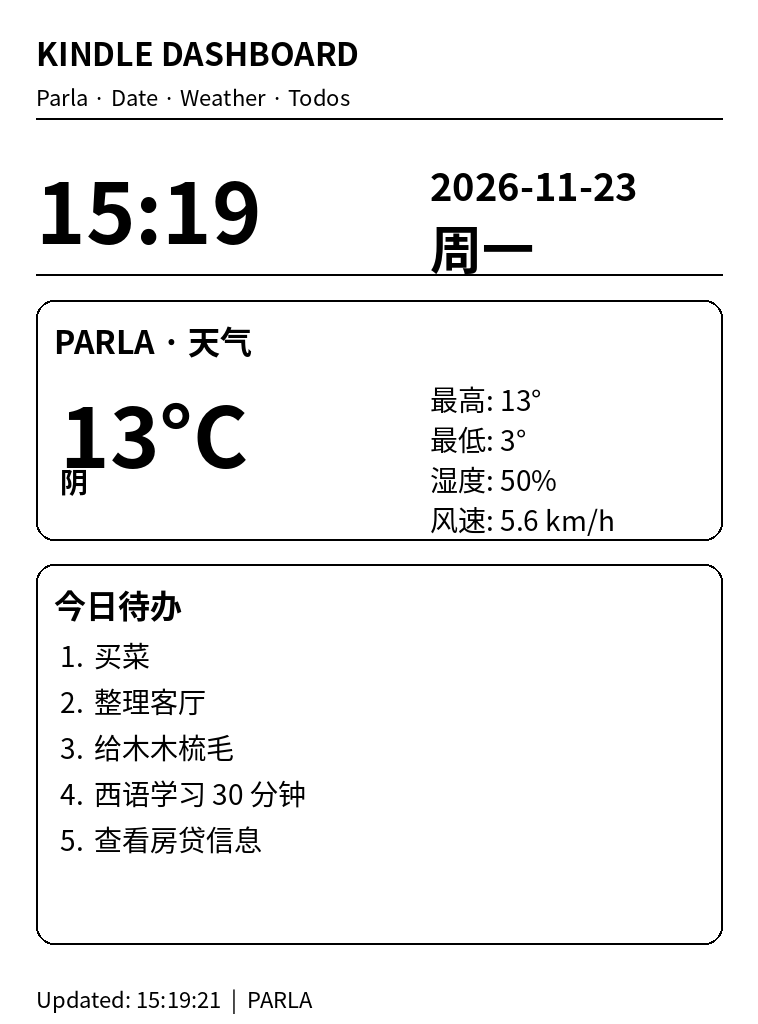 KINDLE DASHBOARD
Parla · Date · Weather · Todos
15:19
2026-11-23
周一
PARLA · 天气
13°C
阴
最高: 13°
最低: 3°
湿度: 50%
风速: 5.6 km/h
今日待办
1. 买菜
2. 整理客厅
3. 给木木梳毛
4. 西语学习 30 分钟
5. 查看房贷信息
Updated: 15:19:21 | PARLA